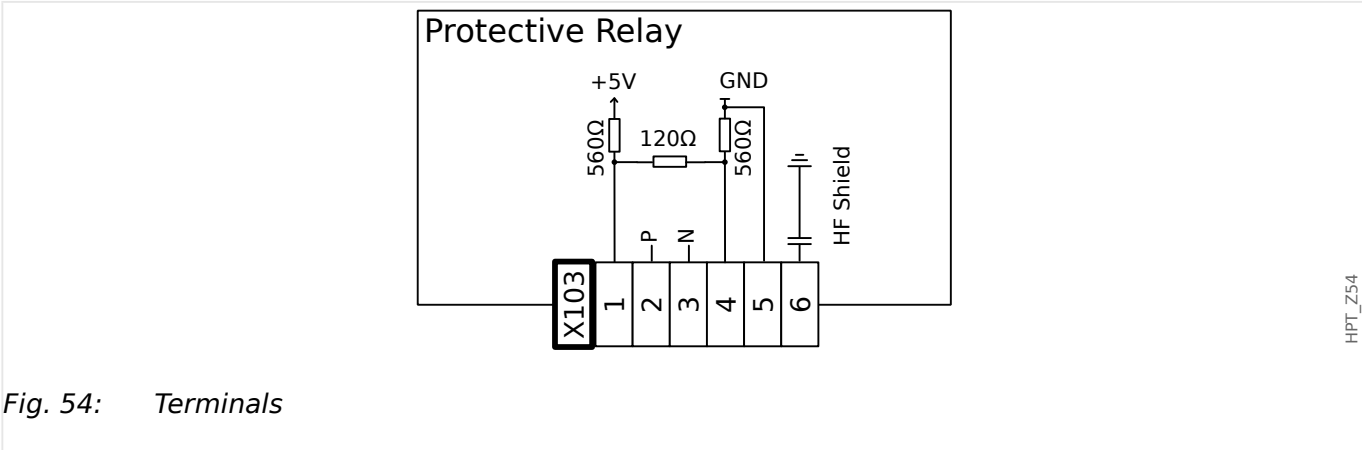 Protective Relay
+5V
GND
560Ω
120Ω
560Ω
HF Shield
P
N
X103
1
2
3
4
5
6
HPT_Z54
Fig. 54: Terminals